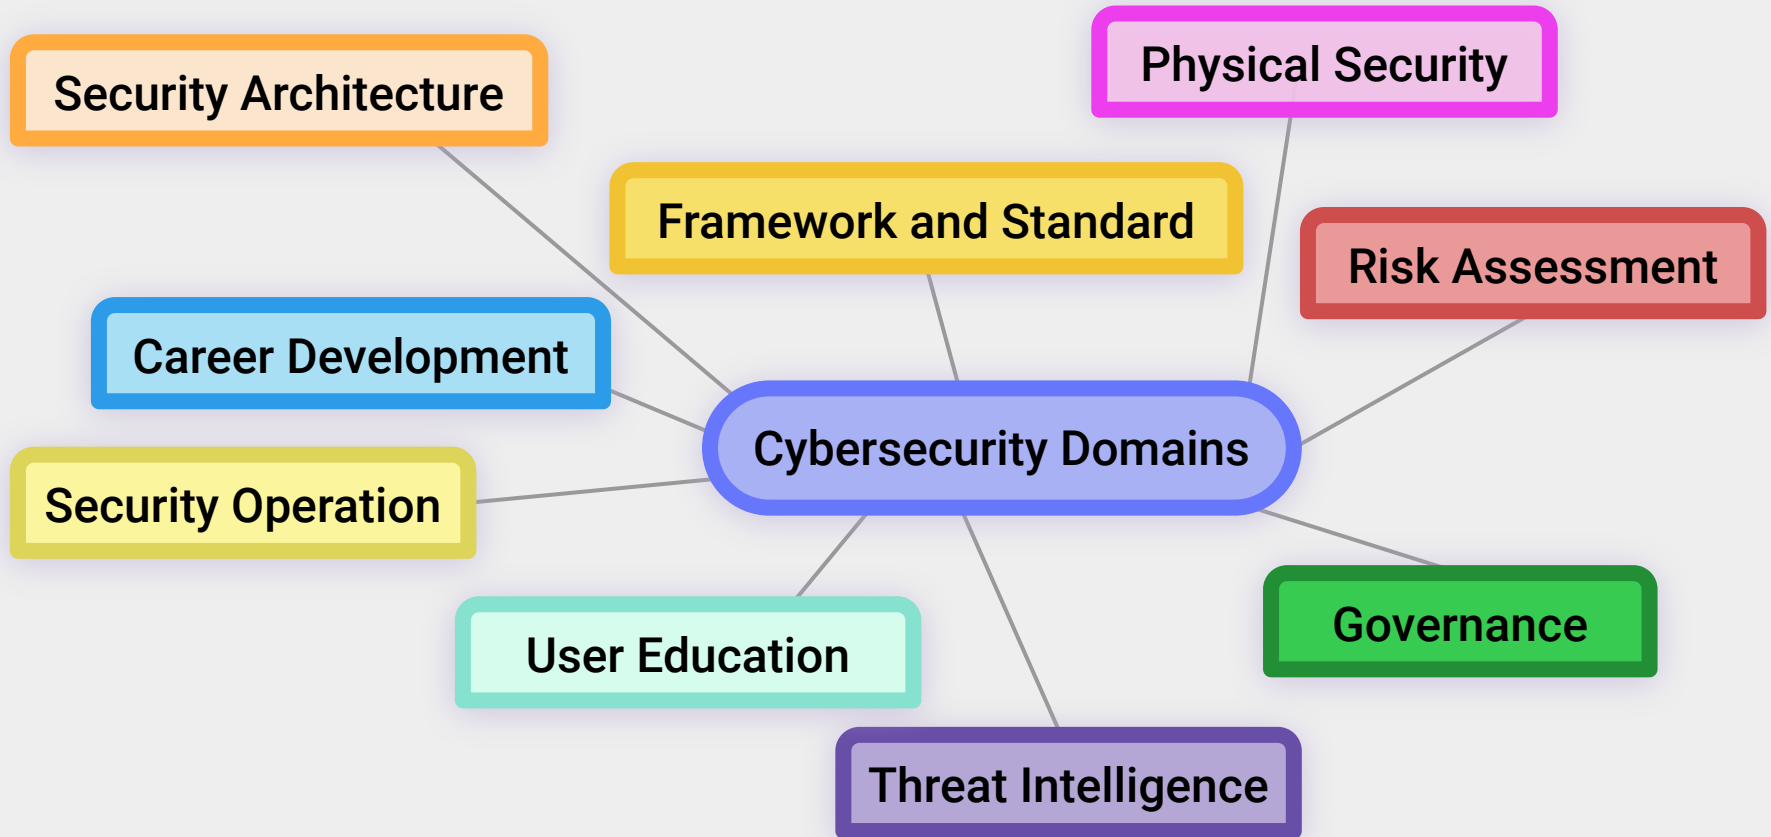 Physical Security
Security Architecture
Framework and Standard
Risk Assessment
Career Development
Cybersecurity Domains
Security Operation
Governance
User Education
Threat Intelligence